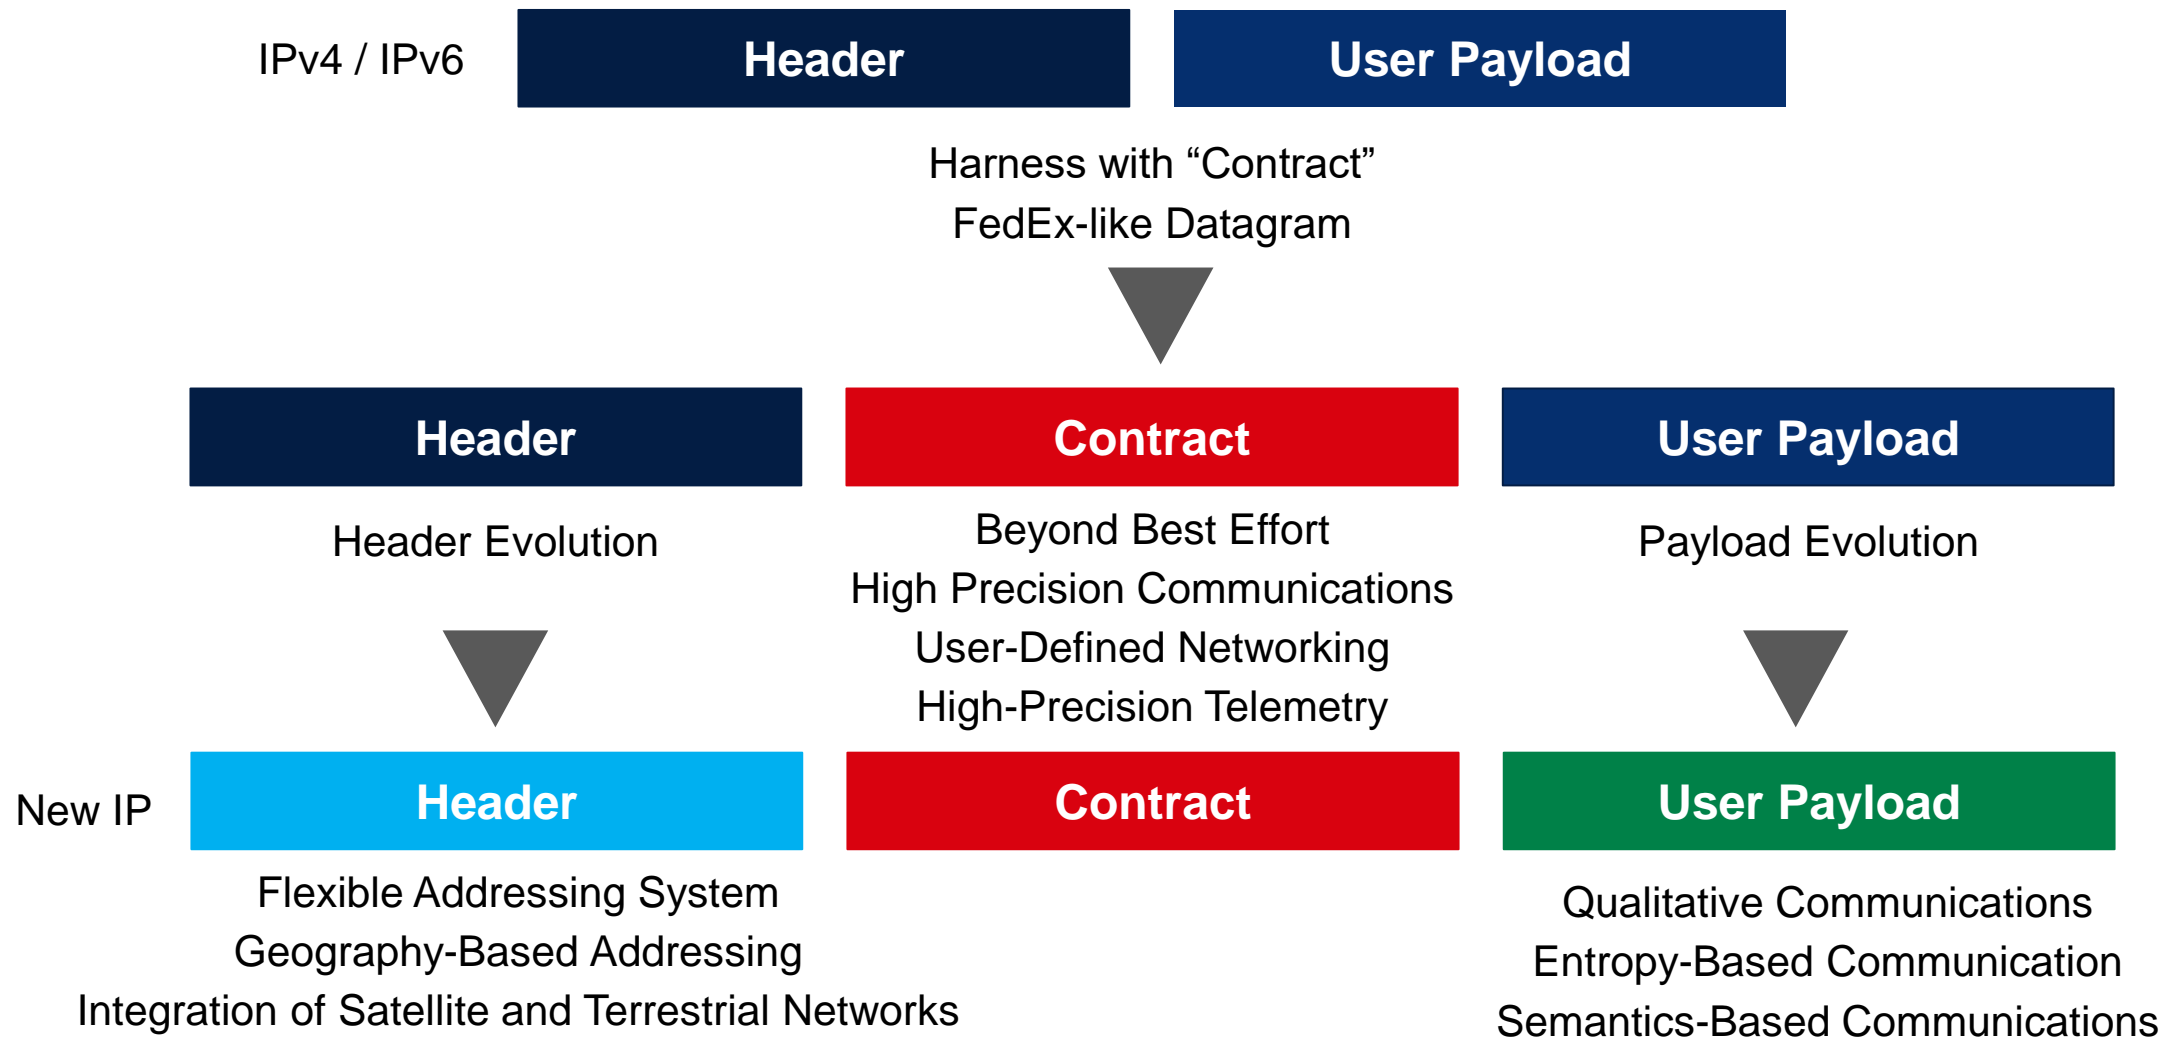 IPv4 / IPv6
Header
User Payload
Harness with “Contract”
FedEx-like Datagram
Header
Contract
User Payload
Header Evolution
Beyond Best Effort
High Precision Communications
User-Defined Networking
High-Precision Telemetry
Payload Evolution
New IP
Header
Contract
User Payload
Flexible Addressing System
Geography-Based Addressing
Integration of Satellite and Terrestrial Networks
Qualitative Communications
Entropy-Based Communication
Semantics-Based Communications